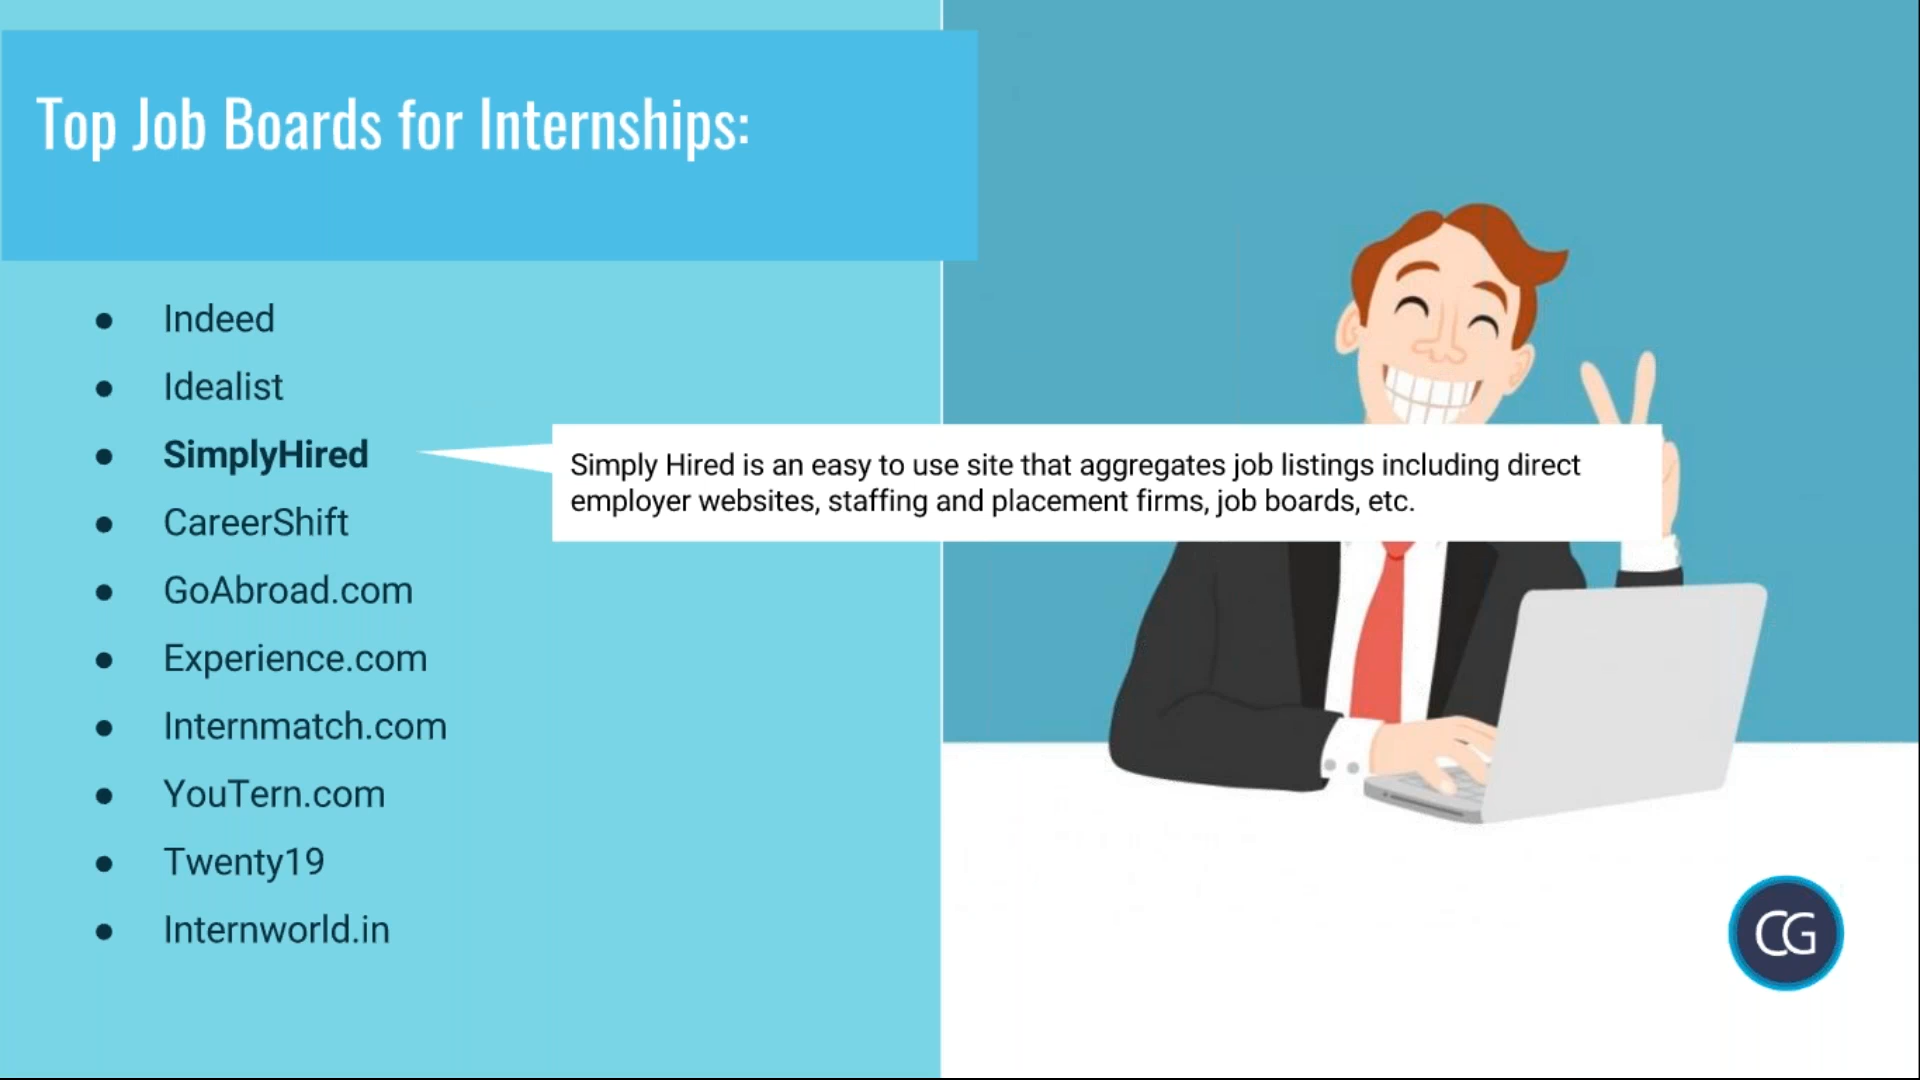 Top Job Boards for Internships:
● Indeed
● Idealist
● SimplyHired
Simply Hired is an easy to use site that aggregates job listings including direct
employer websites, staffing and placement firms, job boards, etc.
● CareerShift
● GoAbroad.com
● Experience.com
● Internmatch.com
● YouTern.com
● Twenty19
● Internworld.in
CG